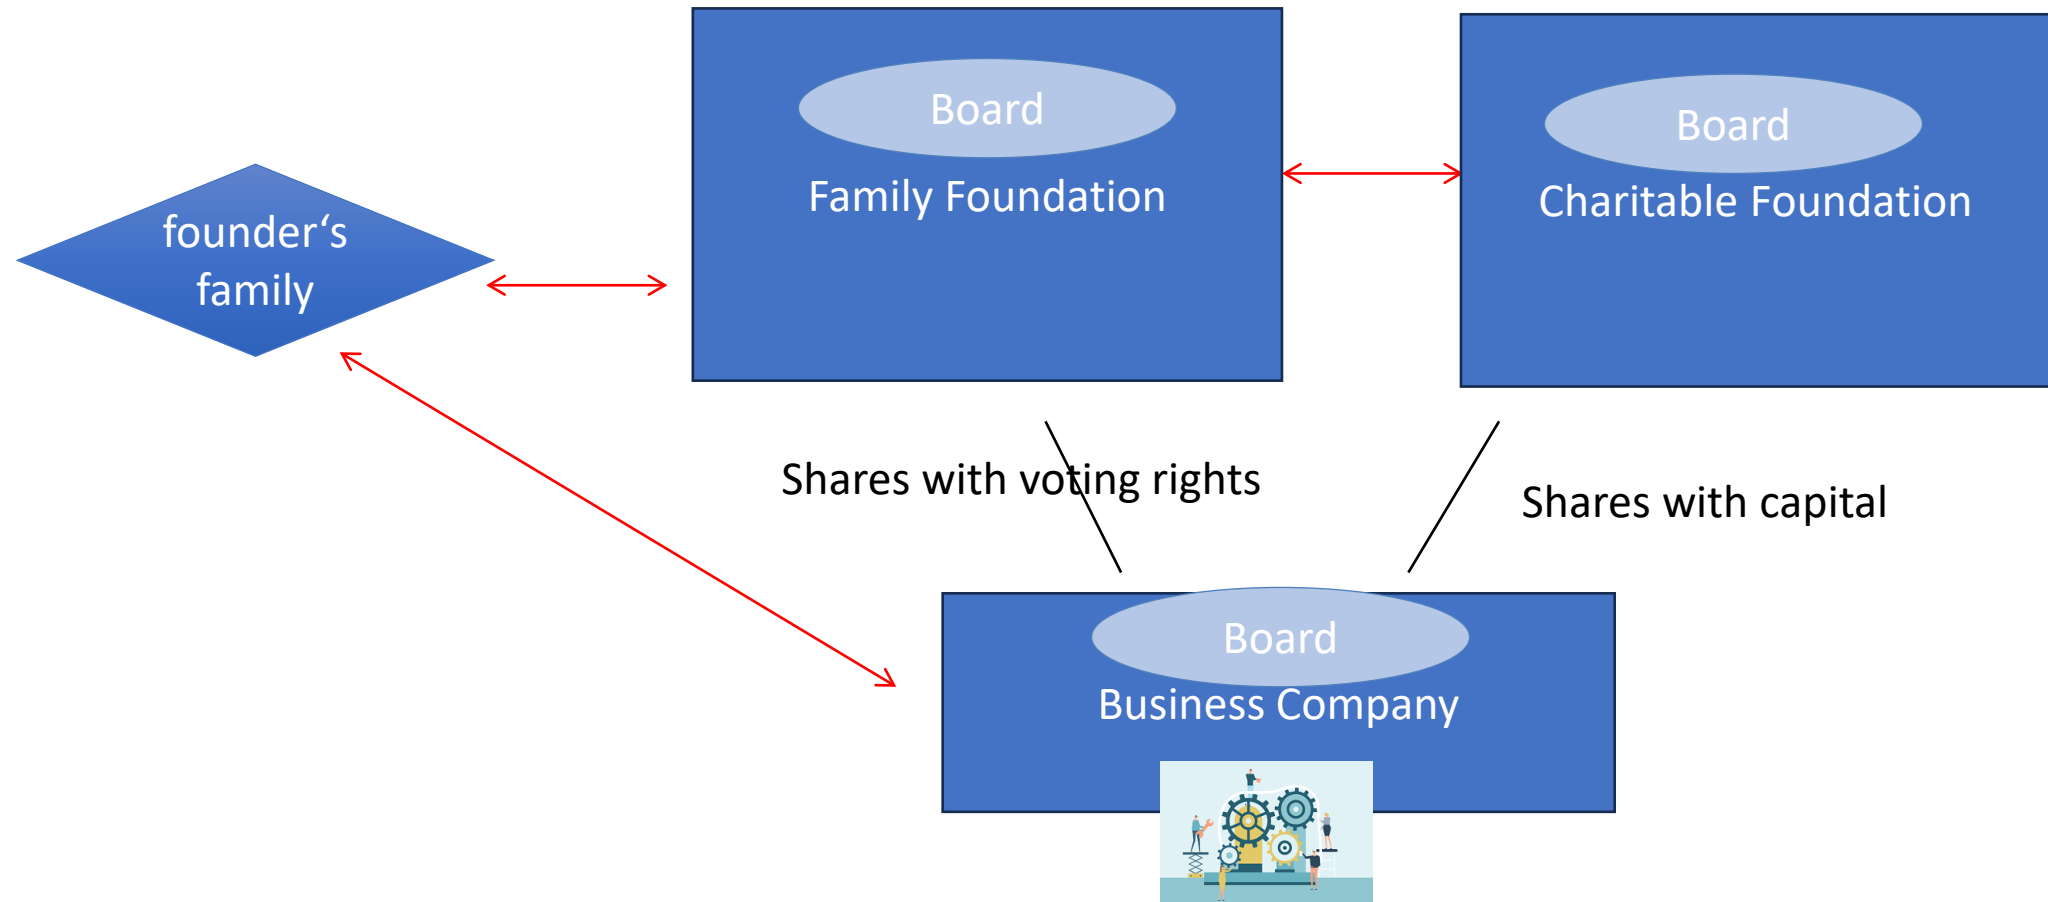 Board
Family Foundation
Board
Charitable Foundation
founder‘s
family
Shares with voting rights
Shares with capital
Board
Business Company